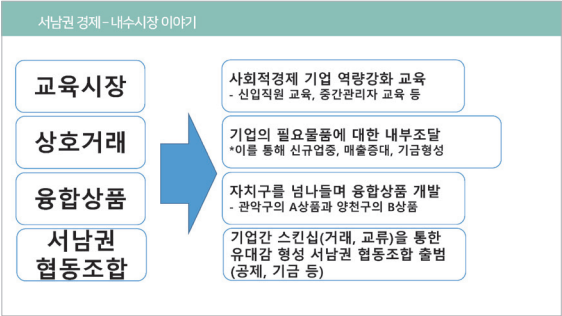 서남권 경제 – 내수시장 이야기
교육시장
사회적경제 기업 역량강화 교육
- 신입직원 교육, 중간관리자 교육 등
상호거래
기업의 필요물품에 대한 내부조달
*이를 통해 신규업종, 매출증대, 기금형성
융합상품
자치구를 넘나들며 융합상품 개발
- 관악구의 A상품과 양천구의 B상품
서남권
협동조합
기업간 스킨십(거래, 교류)을 통한
유대감 형성 서남권 협동조합 출범
(공제, 기금 등)